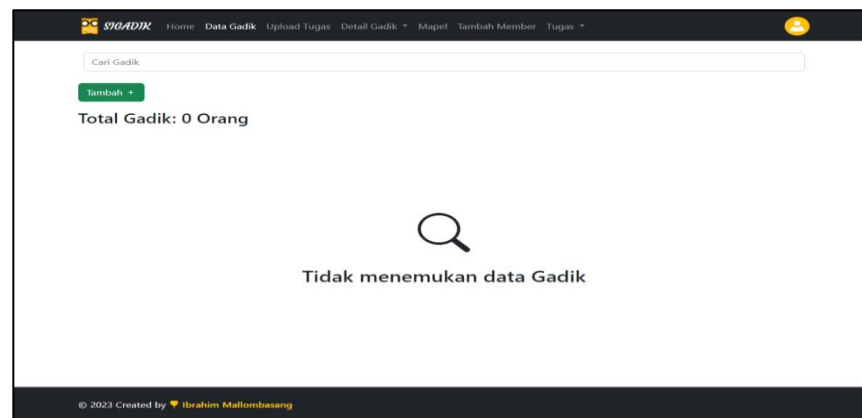 SIGADIK Home Data Gadik Upload Tugas Detail Gadik Mapel Tambah Member Tugas
Cari Gadik
Tambah +
Total Gadik: 0 Orang
Tidak menemukan data Gadik
© 2023 Created by Ibrahim Mallombasang